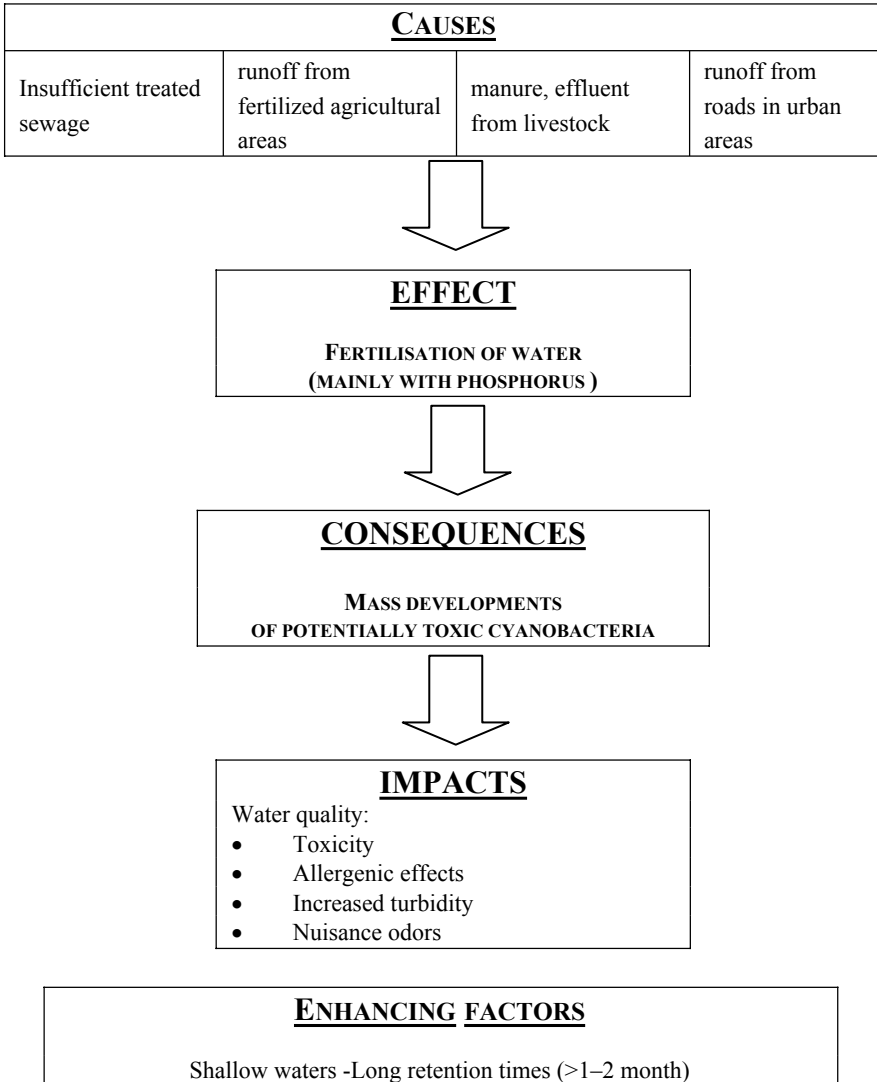 CAUSES
Insufficient treated
sewage
runoff from
fertilized agricultural
areas
manure, effluent
from livestock
runoff from
roads in urban
areas
EFFECT
FERTILISATION OF WATER
(MAINLY WITH PHOSPHORUS )
CONSEQUENCES
MASS DEVELOPMENTS
OF POTENTIALLY TOXIC CYANOBACTERIA
IMPACTS
Water quality:
• Toxicity
• Allergenic effects
• Increased turbidity
• Nuisance odors
ENHANCING FACTORS
Shallow waters -Long retention times (>1–2 month)